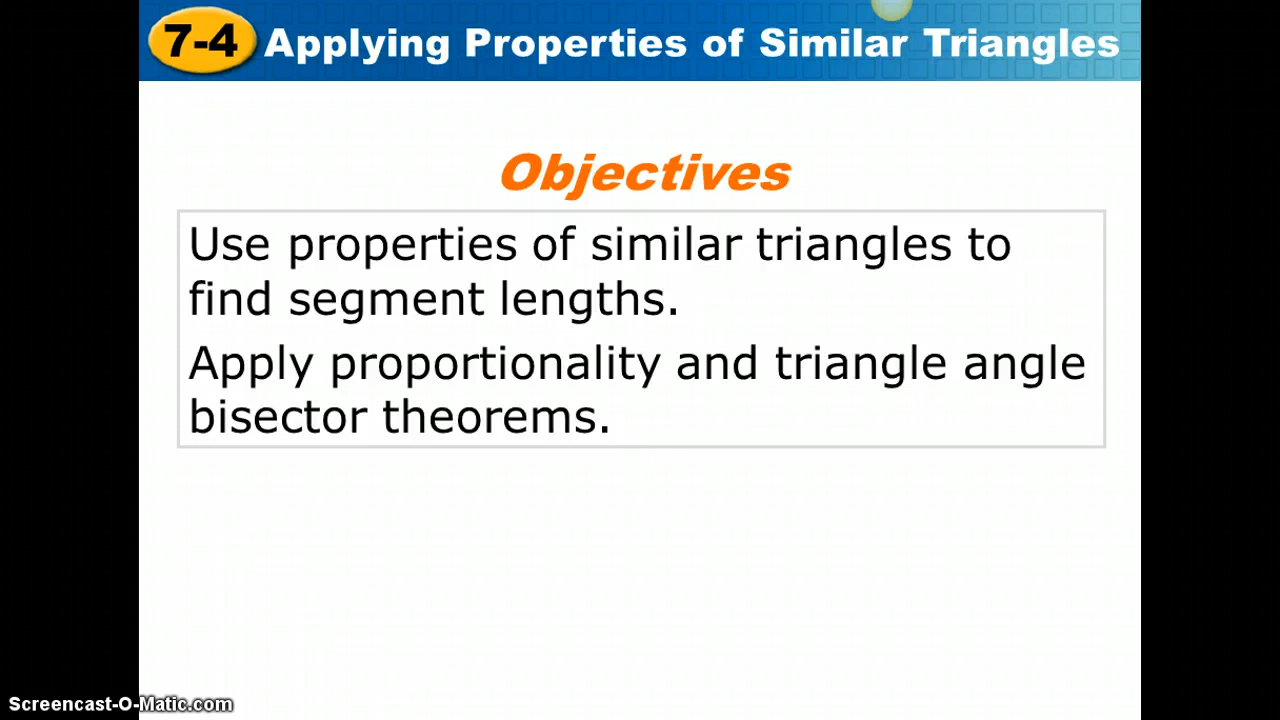 7-4 Applying Properties of Similar Triangles
Objectives
Use properties of similar triangles to
find segment lengths.
Apply proportionality and triangle angle
bisector theorems.
Screencast-O-Matic.com